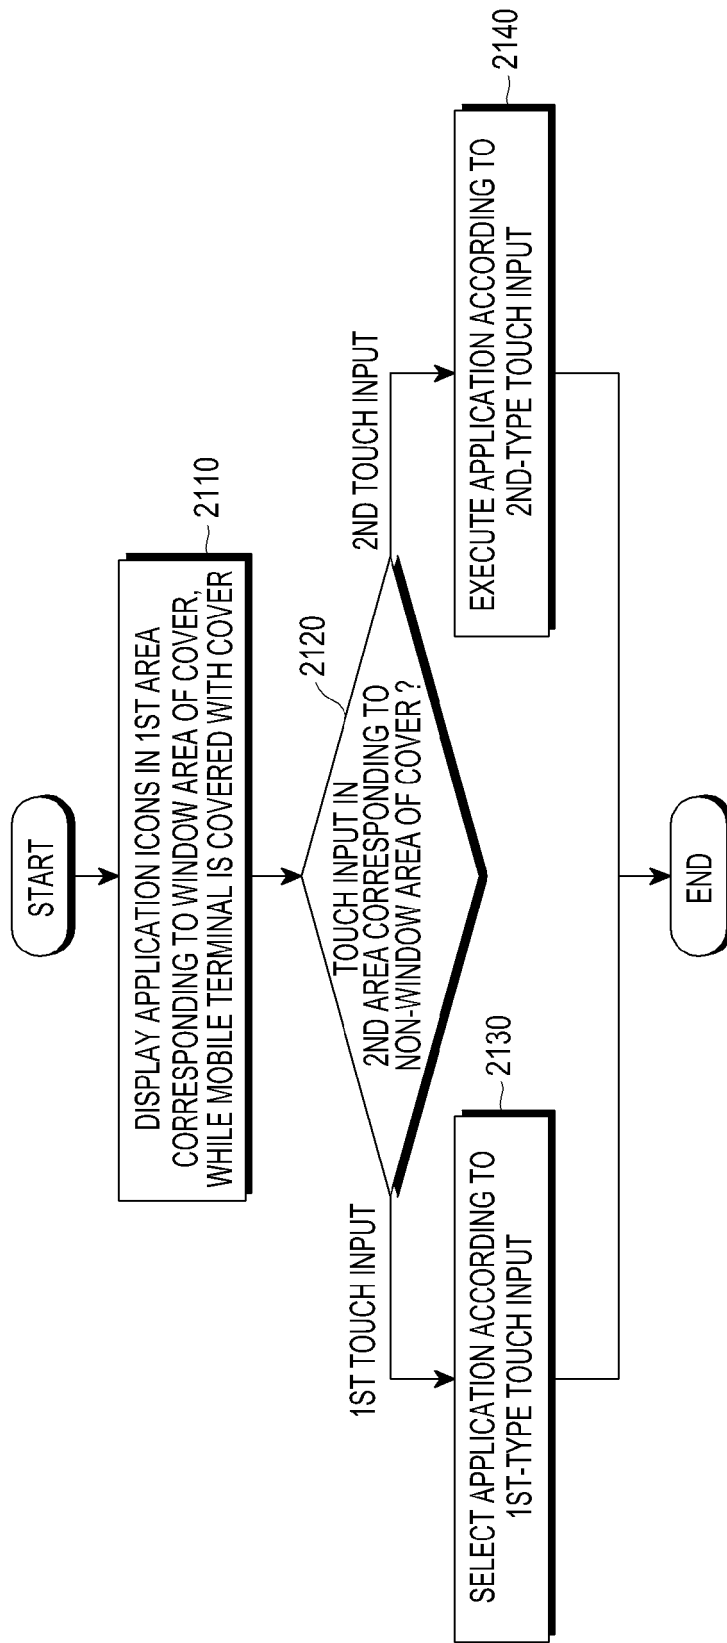 START
DISPLAY APPLICATION ICONS IN 1ST AREA
CORRESPONDING TO WINDOW AREA OF COVER,
WHILE MOBILE TERMINAL IS COVERED WITH COVER
2110
TOUCH INPUT IN
2ND AREA CORRESPONDING TO
NON-WINDOW AREA OF COVER ?
2120
1ST TOUCH INPUT
2ND TOUCH INPUT
SELECT APPLICATION ACCORDING TO
1ST-TYPE TOUCH INPUT
2130
EXECUTE APPLICATION ACCORDING TO
2ND-TYPE TOUCH INPUT
2140
END